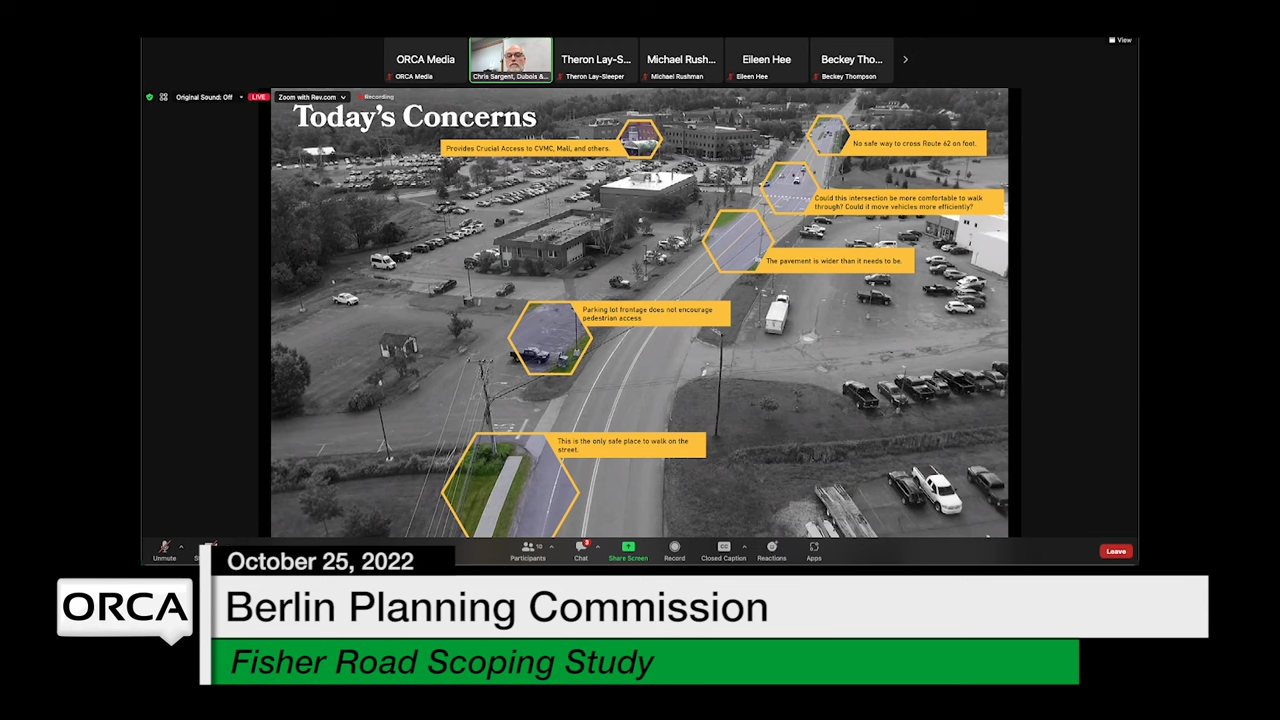 View
ORCA Media
Theron Lay-S...
Michael Rush...
Eileen Hee
Beckey Tho...
ORCA Media
Chris Sargent, Dubois &...
Theron Lay-Sleeper
Michael Rushman
Eileen Hee
Beckey Thompson
Original Sound: Off
LIVE
Zoom with Rev.com
Recording
Today's Concerns
Provides Crucial Access to CVMC, Mall, and others.
No safe way to cross Route 62 on foot.
Could this intersection be more comfortable to walk
through? Could it move vehicles more efficiently?
The pavement is wider than it needs to be.
Parking lot frontage does not encourage
pedestrian access
This is the only safe place to walk on the
street.
Unmute
Participants
10
Chat
Share Screen
Record
CC
Closed Caption
Reactions
Apps
Leave
October 25, 2022
ORCA
Berlin Planning Commission
Fisher Road Scoping Study